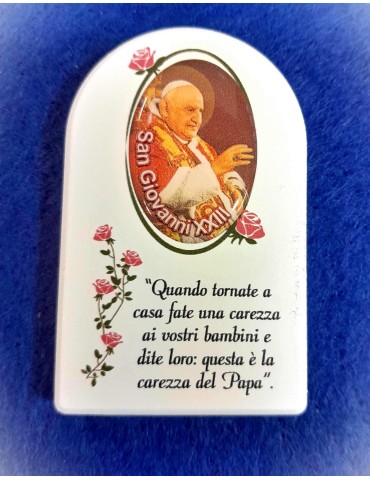 San Giovanni XXIII
"Quando tornate a
casa fate una carezza
ai vostri bambini e
dite loro: questa è la
carezza del Papa".